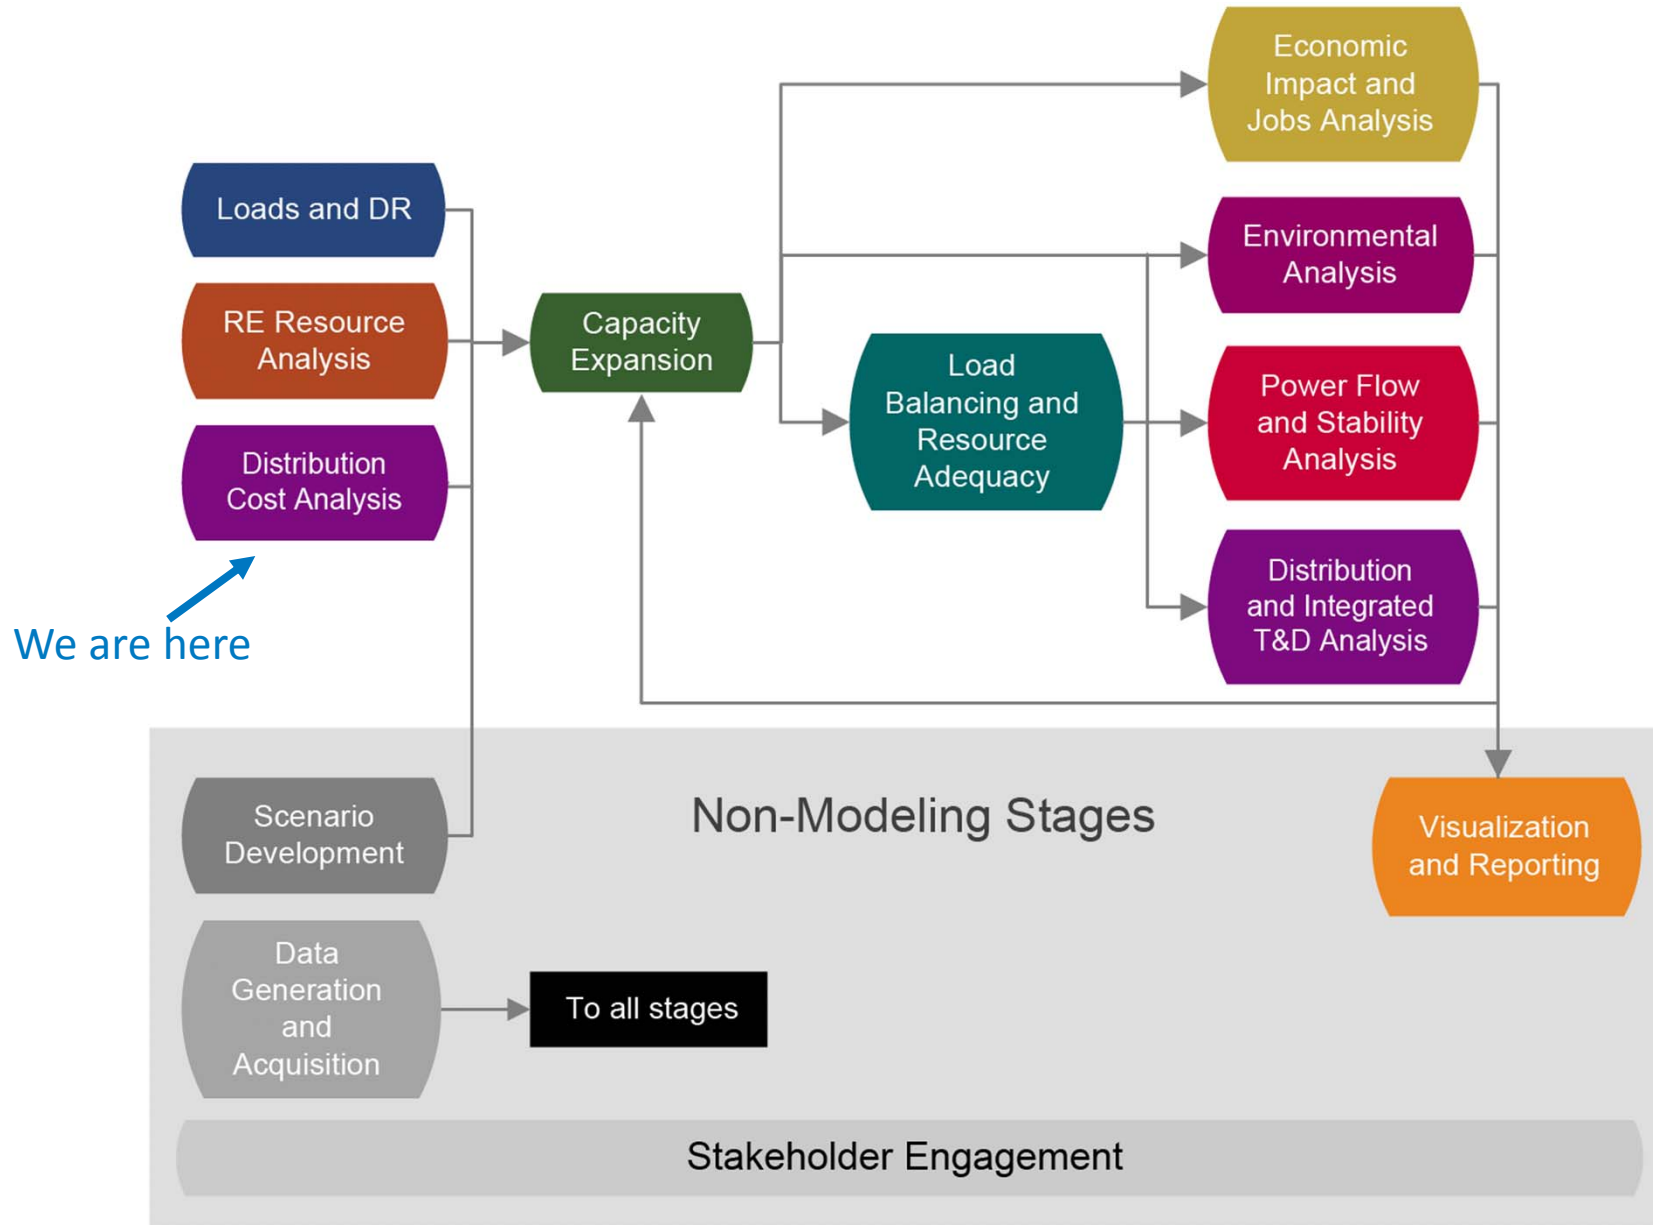 Economic
Impact and
Jobs Analysis
Loads and DR
Environmental
Analysis
RE Resource
Analysis
Capacity
Expansion
Load
Balancing and
Resource
Adequacy
Power Flow
and Stability
Analysis
Distribution
Cost Analysis
We are here
Distribution
and Integrated
T&D Analysis
Non-Modeling Stages
Scenario
Development
Visualization
and Reporting
Data
Generation
and
Acquisition
To all stages
Stakeholder Engagement